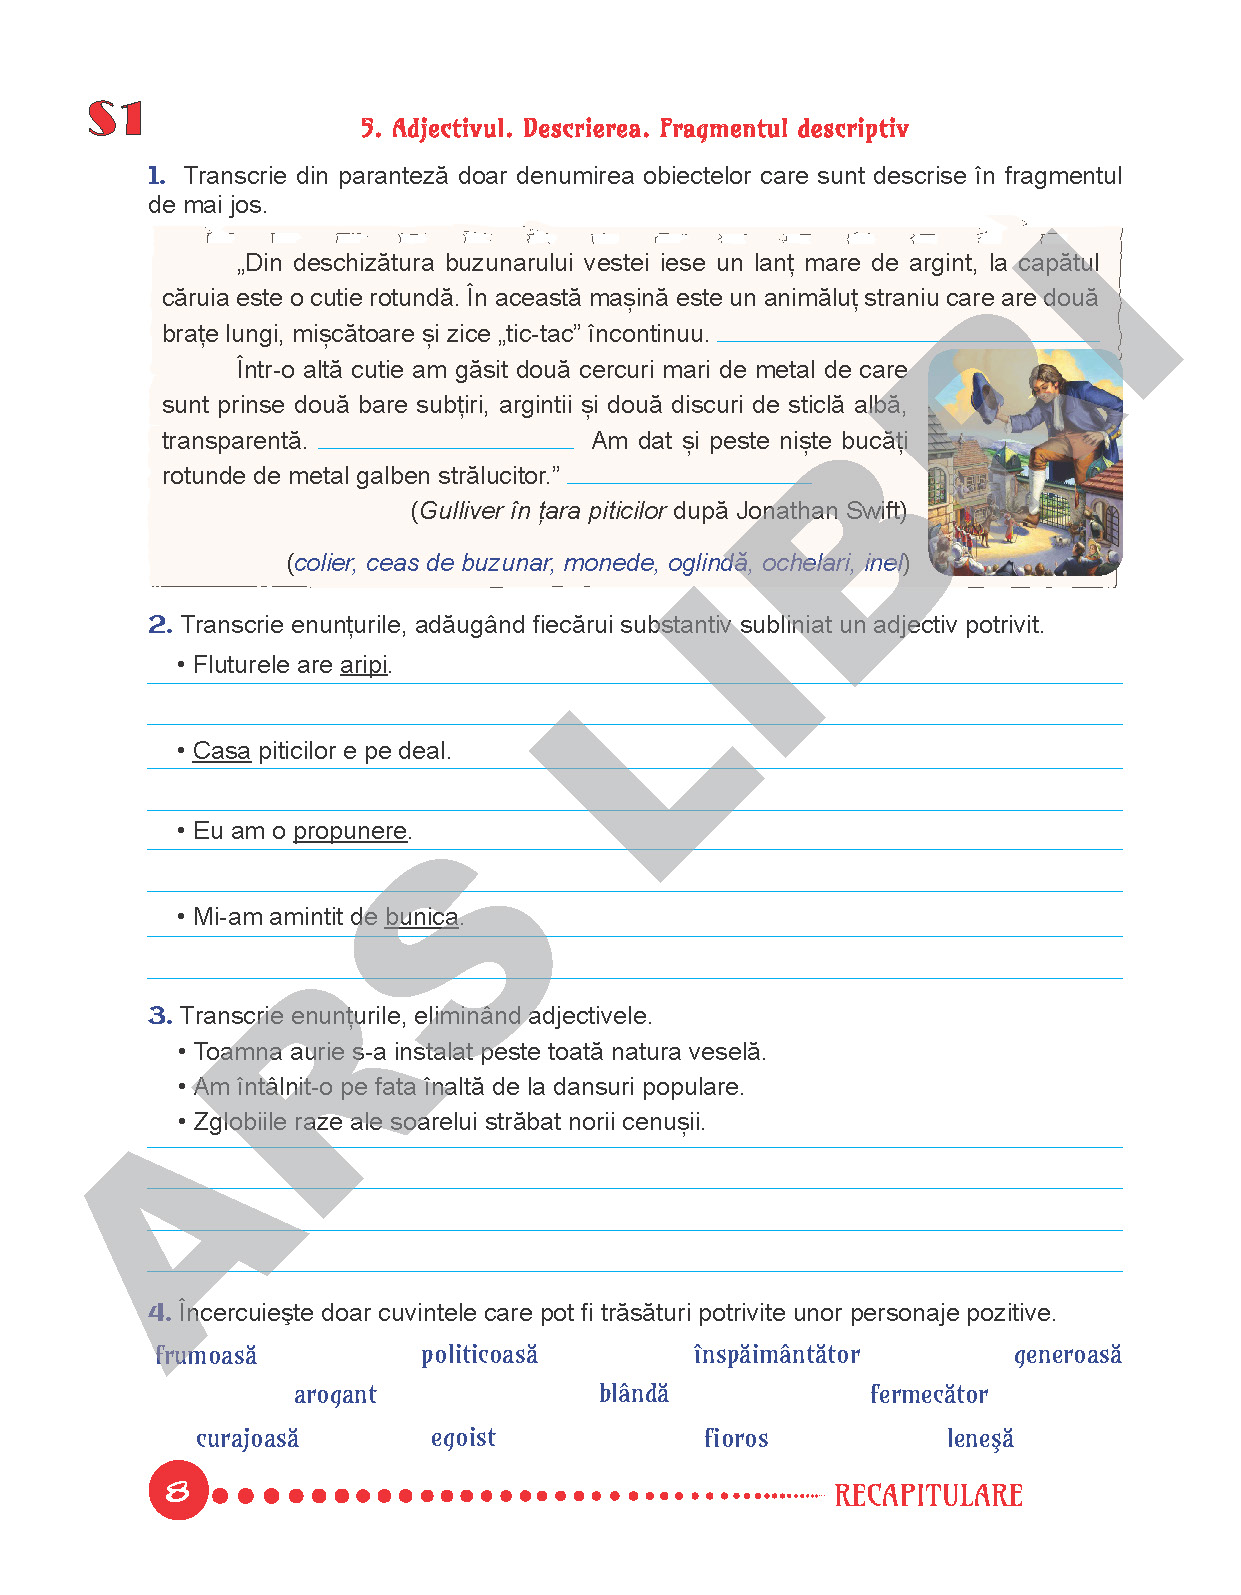 S1
5. Adjectivul. Descrierea. Fragmentul descriptiv
1. Transcrie din paranteză doar denumirea obiectelor care sunt descrise în fragmentul
de mai jos.
„Din deschizătura buzunarului vestei iese un lanț mare de argint, la capătul
căruia este o cutie rotundă. În această mașină este un animăluț straniu care are două
brațe lungi, mișcătoare și zice „tic-tac” încontinuu.
Într-o altă cutie am găsit două cercuri mari de metal de care
sunt prinse două bare subțiri, argintii și două discuri de sticlă albă,
transparentă. Am dat și peste niște bucăți
rotunde de metal galben strălucitor.”
(Gulliver în țara piticilor după Jonathan Swift)
(colier, ceas de buzunar, monede, oglindă, ochelari, inel)
2. Transcrie enunțurile, adăugând fiecărui substantiv subliniat un adjectiv potrivit.
• Fluturele are aripi.
• Casa piticilor e pe deal.
• Eu am o propunere.
• Mi-am amintit de bunica.
3. Transcrie enunțurile, eliminând adjectivele.
• Toamna aurie s-a instalat peste toată natura veselă.
• Am întâlnit-o pe fata înaltă de la dansuri populare.
• Zglobiile raze ale soarelui străbat norii cenușii.
4. Încercuieşte doar cuvintele care pot fi trăsături potrivite unor personaje pozitive.
frumoasă politicoasă înspăimântător generoasă
arogant blândă fermecător
curajoasă egoist fioros leneşă
8 RECAPITULARE
ARS LIBRI